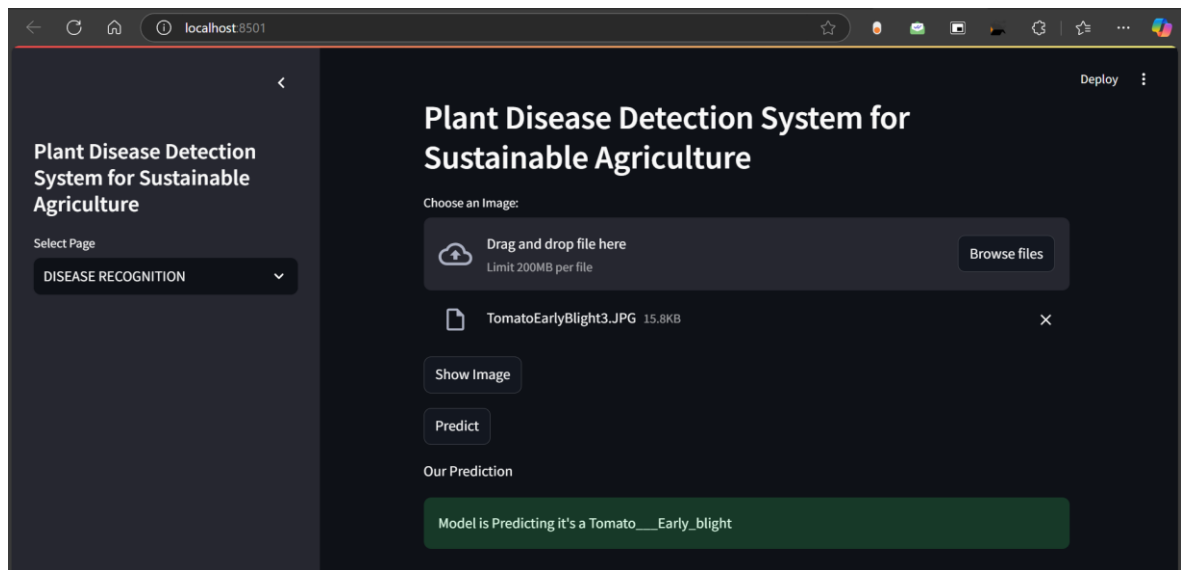 localhost:8501
Deploy
Plant Disease Detection
System for Sustainable
Agriculture
Select Page
DISEASE RECOGNITION
Plant Disease Detection System for
Sustainable Agriculture
Choose an Image:
Drag and drop file here
Limit 200MB per file
Browse files
TomatoEarlyBlight3.JPG 15.8KB
Show Image
Predict
Our Prediction
Model is Predicting it's a Tomato___Early_blight